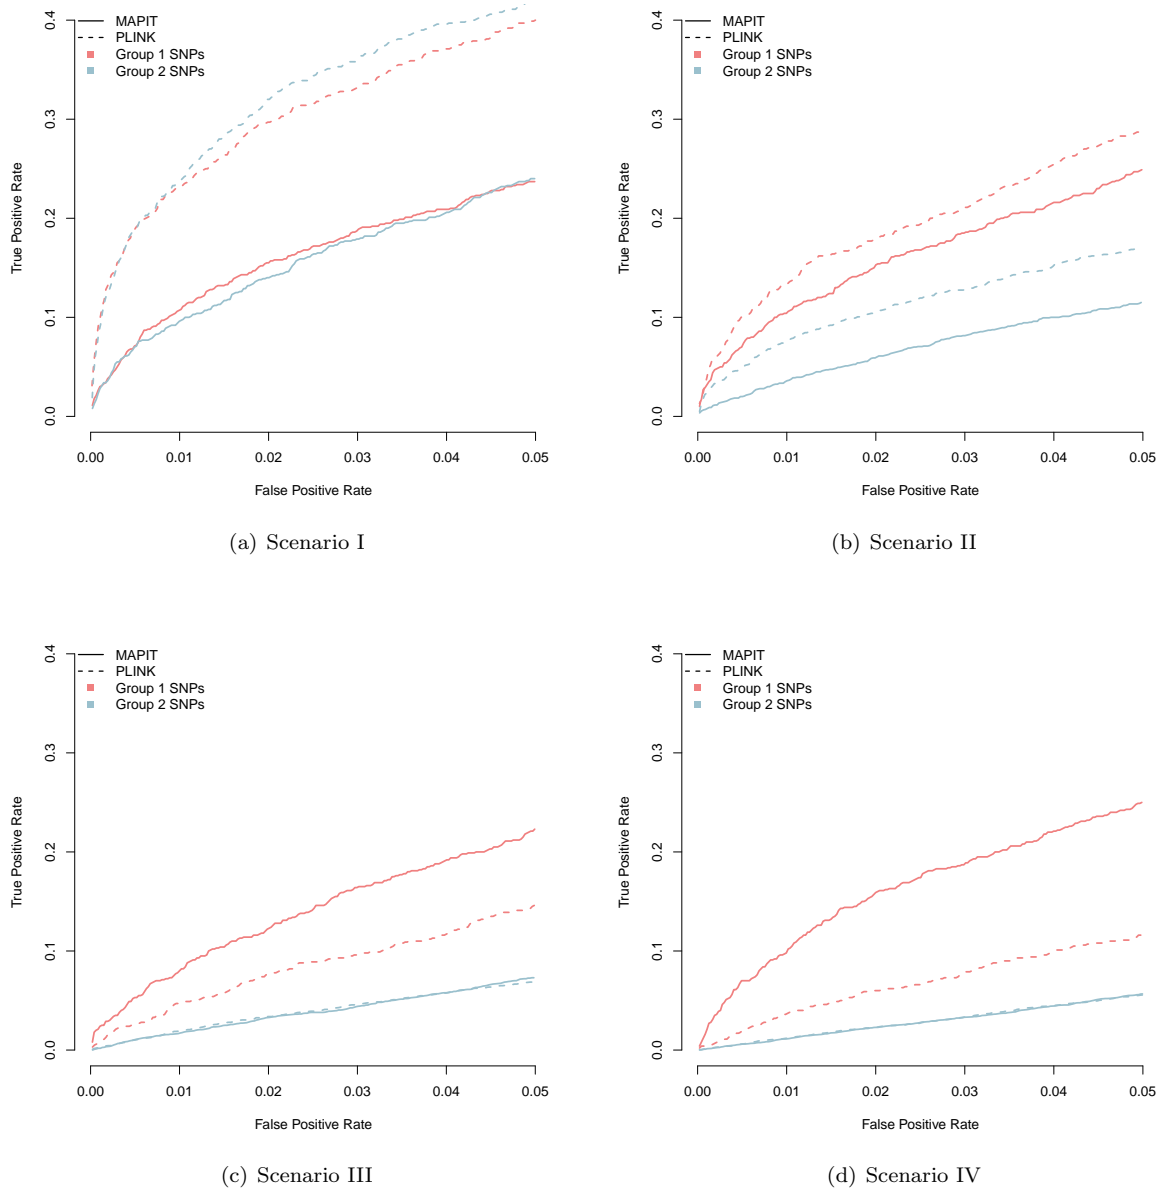 MAPIT
PLINK
Group 1 SNPs
Group 2 SNPs
0.4
0.3
0.2
0.1
0.0
True Positive Rate
0.00 0.01 0.02 0.03 0.04 0.05
False Positive Rate
(a) Scenario I
MAPIT
PLINK
Group 1 SNPs
Group 2 SNPs
0.4
0.3
0.2
0.1
0.0
True Positive Rate
0.00 0.01 0.02 0.03 0.04 0.05
False Positive Rate
(b) Scenario II
MAPIT
PLINK
Group 1 SNPs
Group 2 SNPs
0.4
0.3
0.2
0.1
0.0
True Positive Rate
0.00 0.01 0.02 0.03 0.04 0.05
False Positive Rate
(c) Scenario III
MAPIT
PLINK
Group 1 SNPs
Group 2 SNPs
0.4
0.3
0.2
0.1
0.0
True Positive Rate
0.00 0.01 0.02 0.03 0.04 0.05
False Positive Rate
(d) Scenario IV